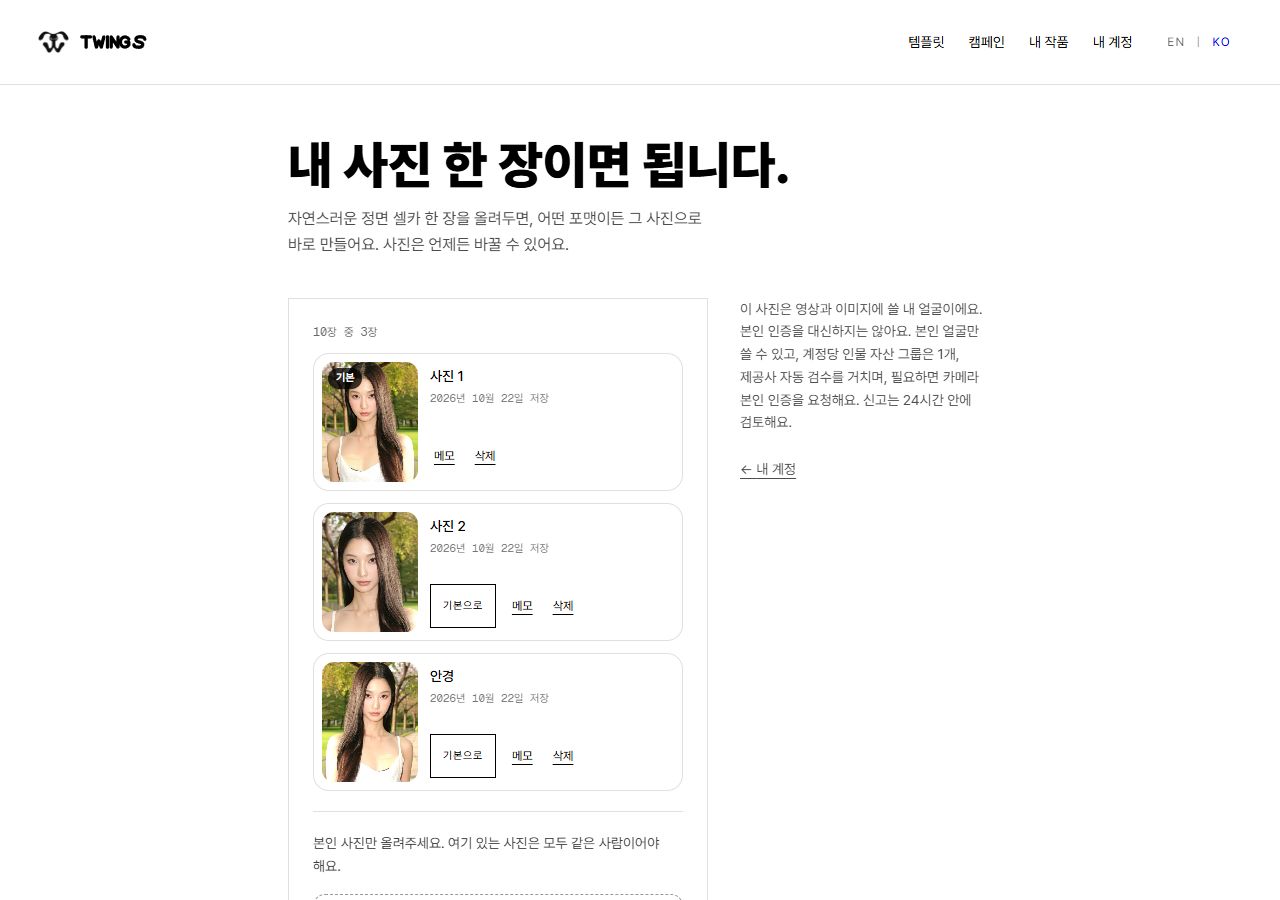 TWINGS
템플릿
캠페인
내 작품
내 계정
EN | KO
내 사진 한 장이면 됩니다.
자연스러운 정면 셀카 한 장을 올려두면, 어떤 포맷이든 그 사진으로
바로 만들어요. 사진은 언제든 바꿀 수 있어요.
10장 중 3장
기본
사진 1
2026년 10월 22일 저장
메모
삭제
사진 2
2026년 10월 22일 저장
기본으로
메모
삭제
안경
2026년 10월 22일 저장
기본으로
메모
삭제
본인 사진만 올려주세요. 여기 있는 사진은 모두 같은 사람이어야
해요.
이 사진은 영상과 이미지에 쓸 내 얼굴이에요.
본인 인증을 대신하지는 않아요. 본인 얼굴만
쓸 수 있고, 계정당 인물 자산 그룹은 1개,
제공사 자동 검수를 거치며, 필요하면 카메라
본인 인증을 요청해요. 신고는 24시간 안에
검토해요.
← 내 계정